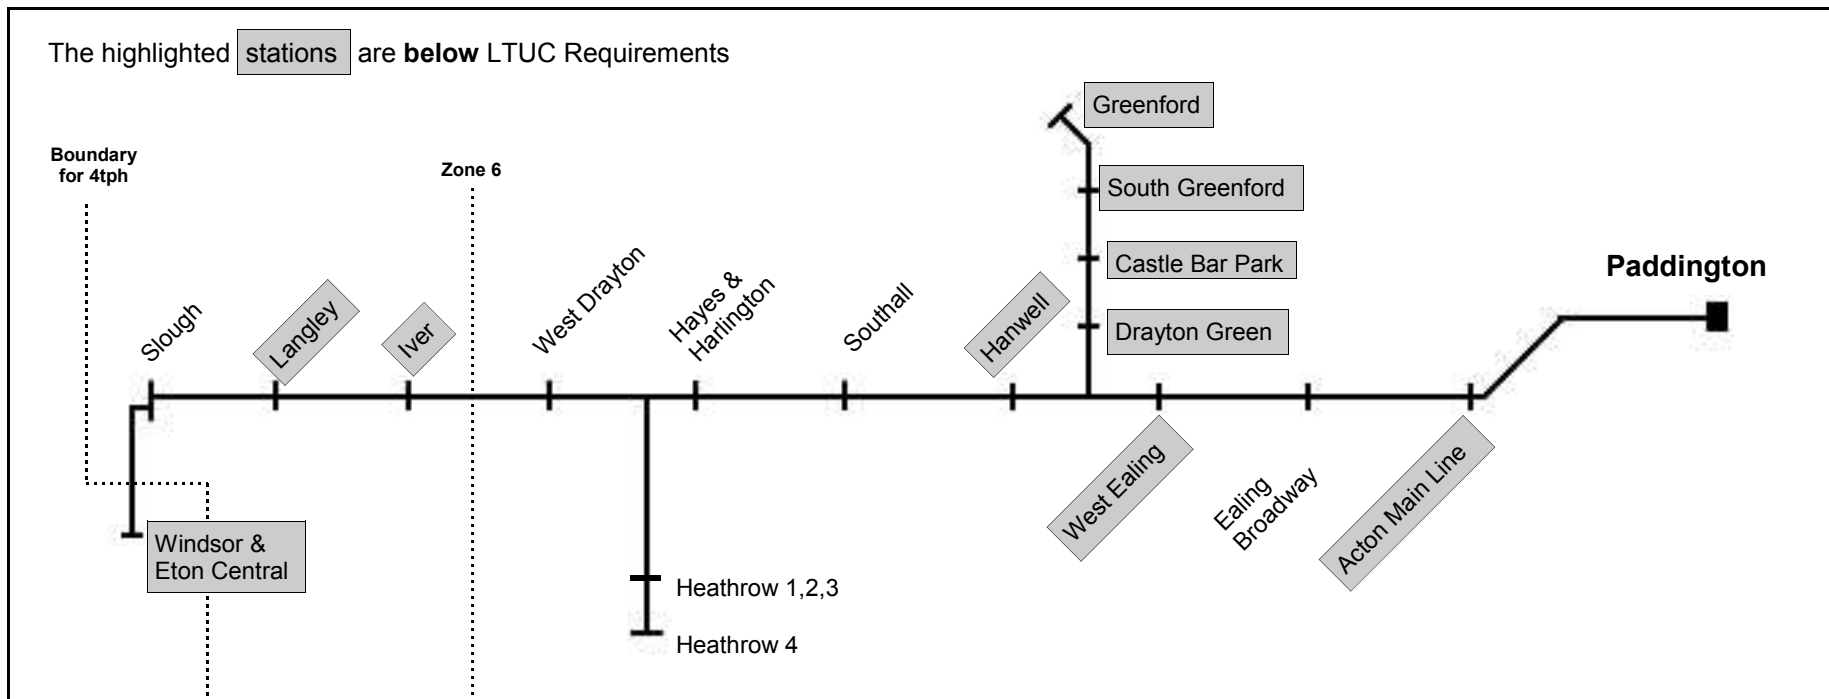 The highlighted stations are below LTUC Requirements
Greenford
Boundary
for 4tph
Zone 6
South Greenford
Castle Bar Park
Paddington
Drayton Green
Slough
Langley
Iver
West Drayton
Hayes &
Harlington
Southall
Hanwell
West Ealing
Ealing
Broadway
Acton Main Line
Windsor &
Eton Central
Heathrow 1,2,3
Heathrow 4